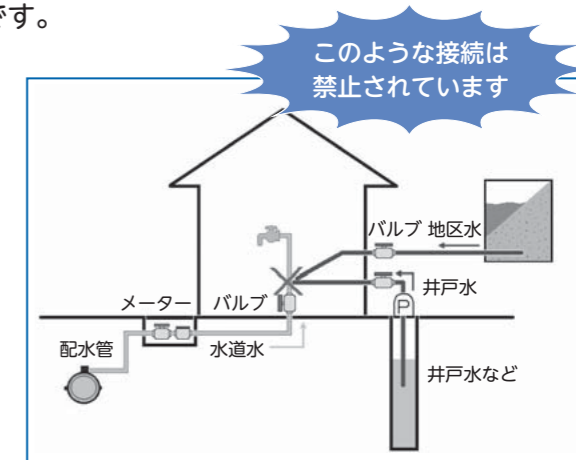 です。
このような接続は
禁止されています
バルブ 地区水
井戸水
P
メーター バルブ
配水管 水道水
井戸水など